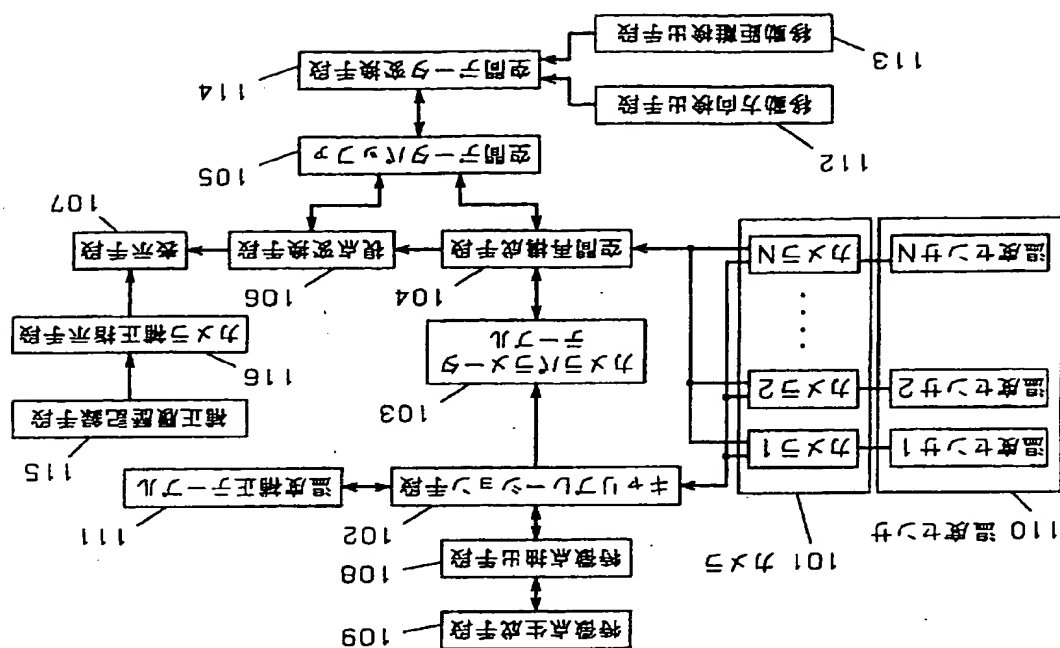 109
特徴点生成手段
108
特徴点抽出手段
110 温度センサ
101 カメラ
102
キャリブレーション手段
111
温度補正テーブル
温度センサ1
カメラ1
温度センサ2
カメラ2
温度センサN
カメラN
103
カメラパラメータ
テーブル
115
補正履歴記録手段
116
カメラ補正指示手段
104
空間再構成手段
106
視点変換手段
107
表示手段
105
空間データバッファ
112
移動方向検出手段
114
空間データ変換手段
113
移動距離検出手段